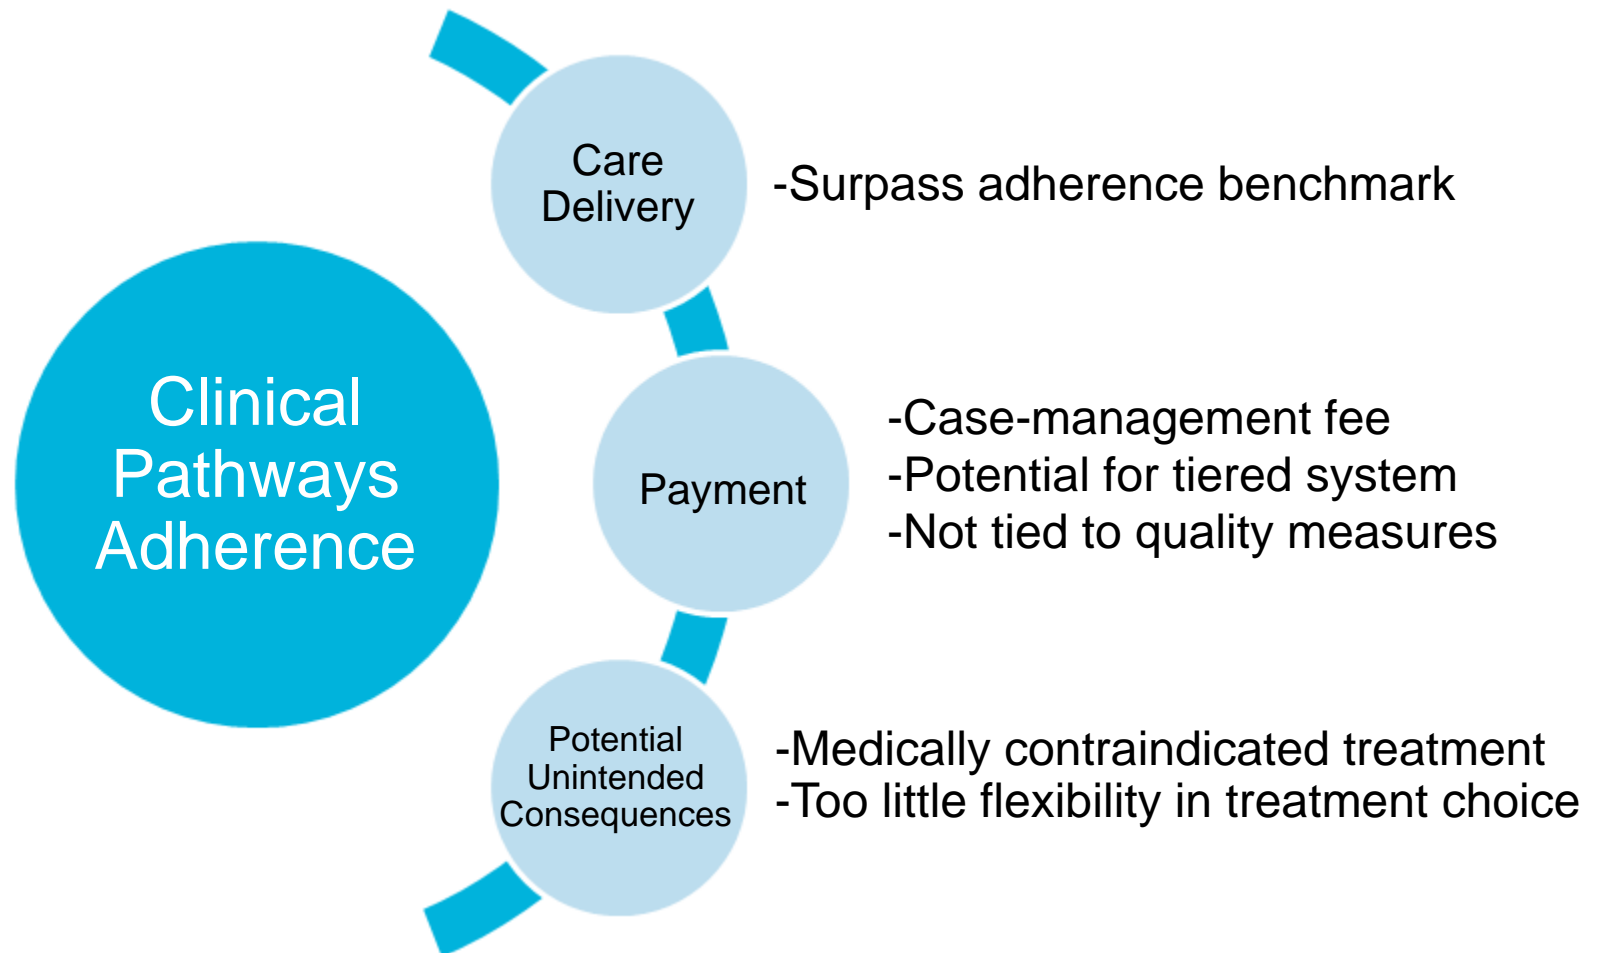 Clinical
Pathways
Adherence
Care
Delivery
-Surpass adherence benchmark
Payment
-Case-management fee
-Potential for tiered system
-Not tied to quality measures
Potential
Unintended
Consequences
-Medically contraindicated treatment
-Too little flexibility in treatment choice